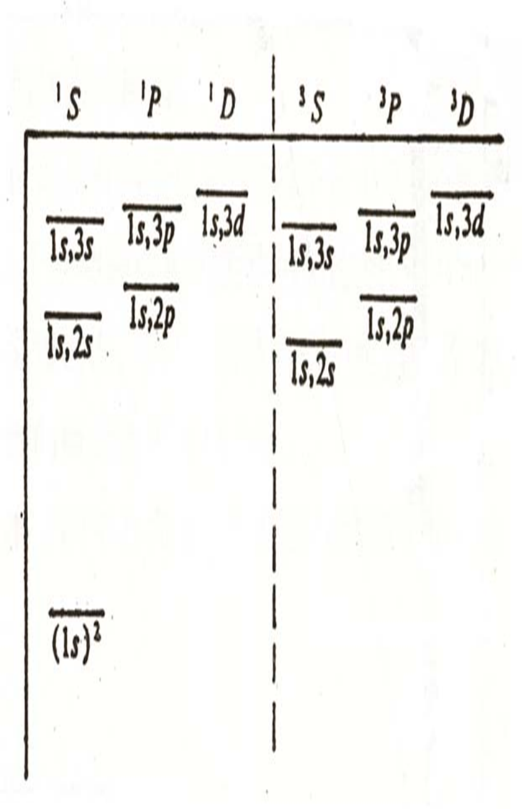 ¹S ¹P ¹D ³S ³P ³D
1s,3s 1s,3p 1s,3d 1s,3s 1s,3p 1s,3d
1s,2s 1s,2p 1s,2s 1s,2p
(1s)²